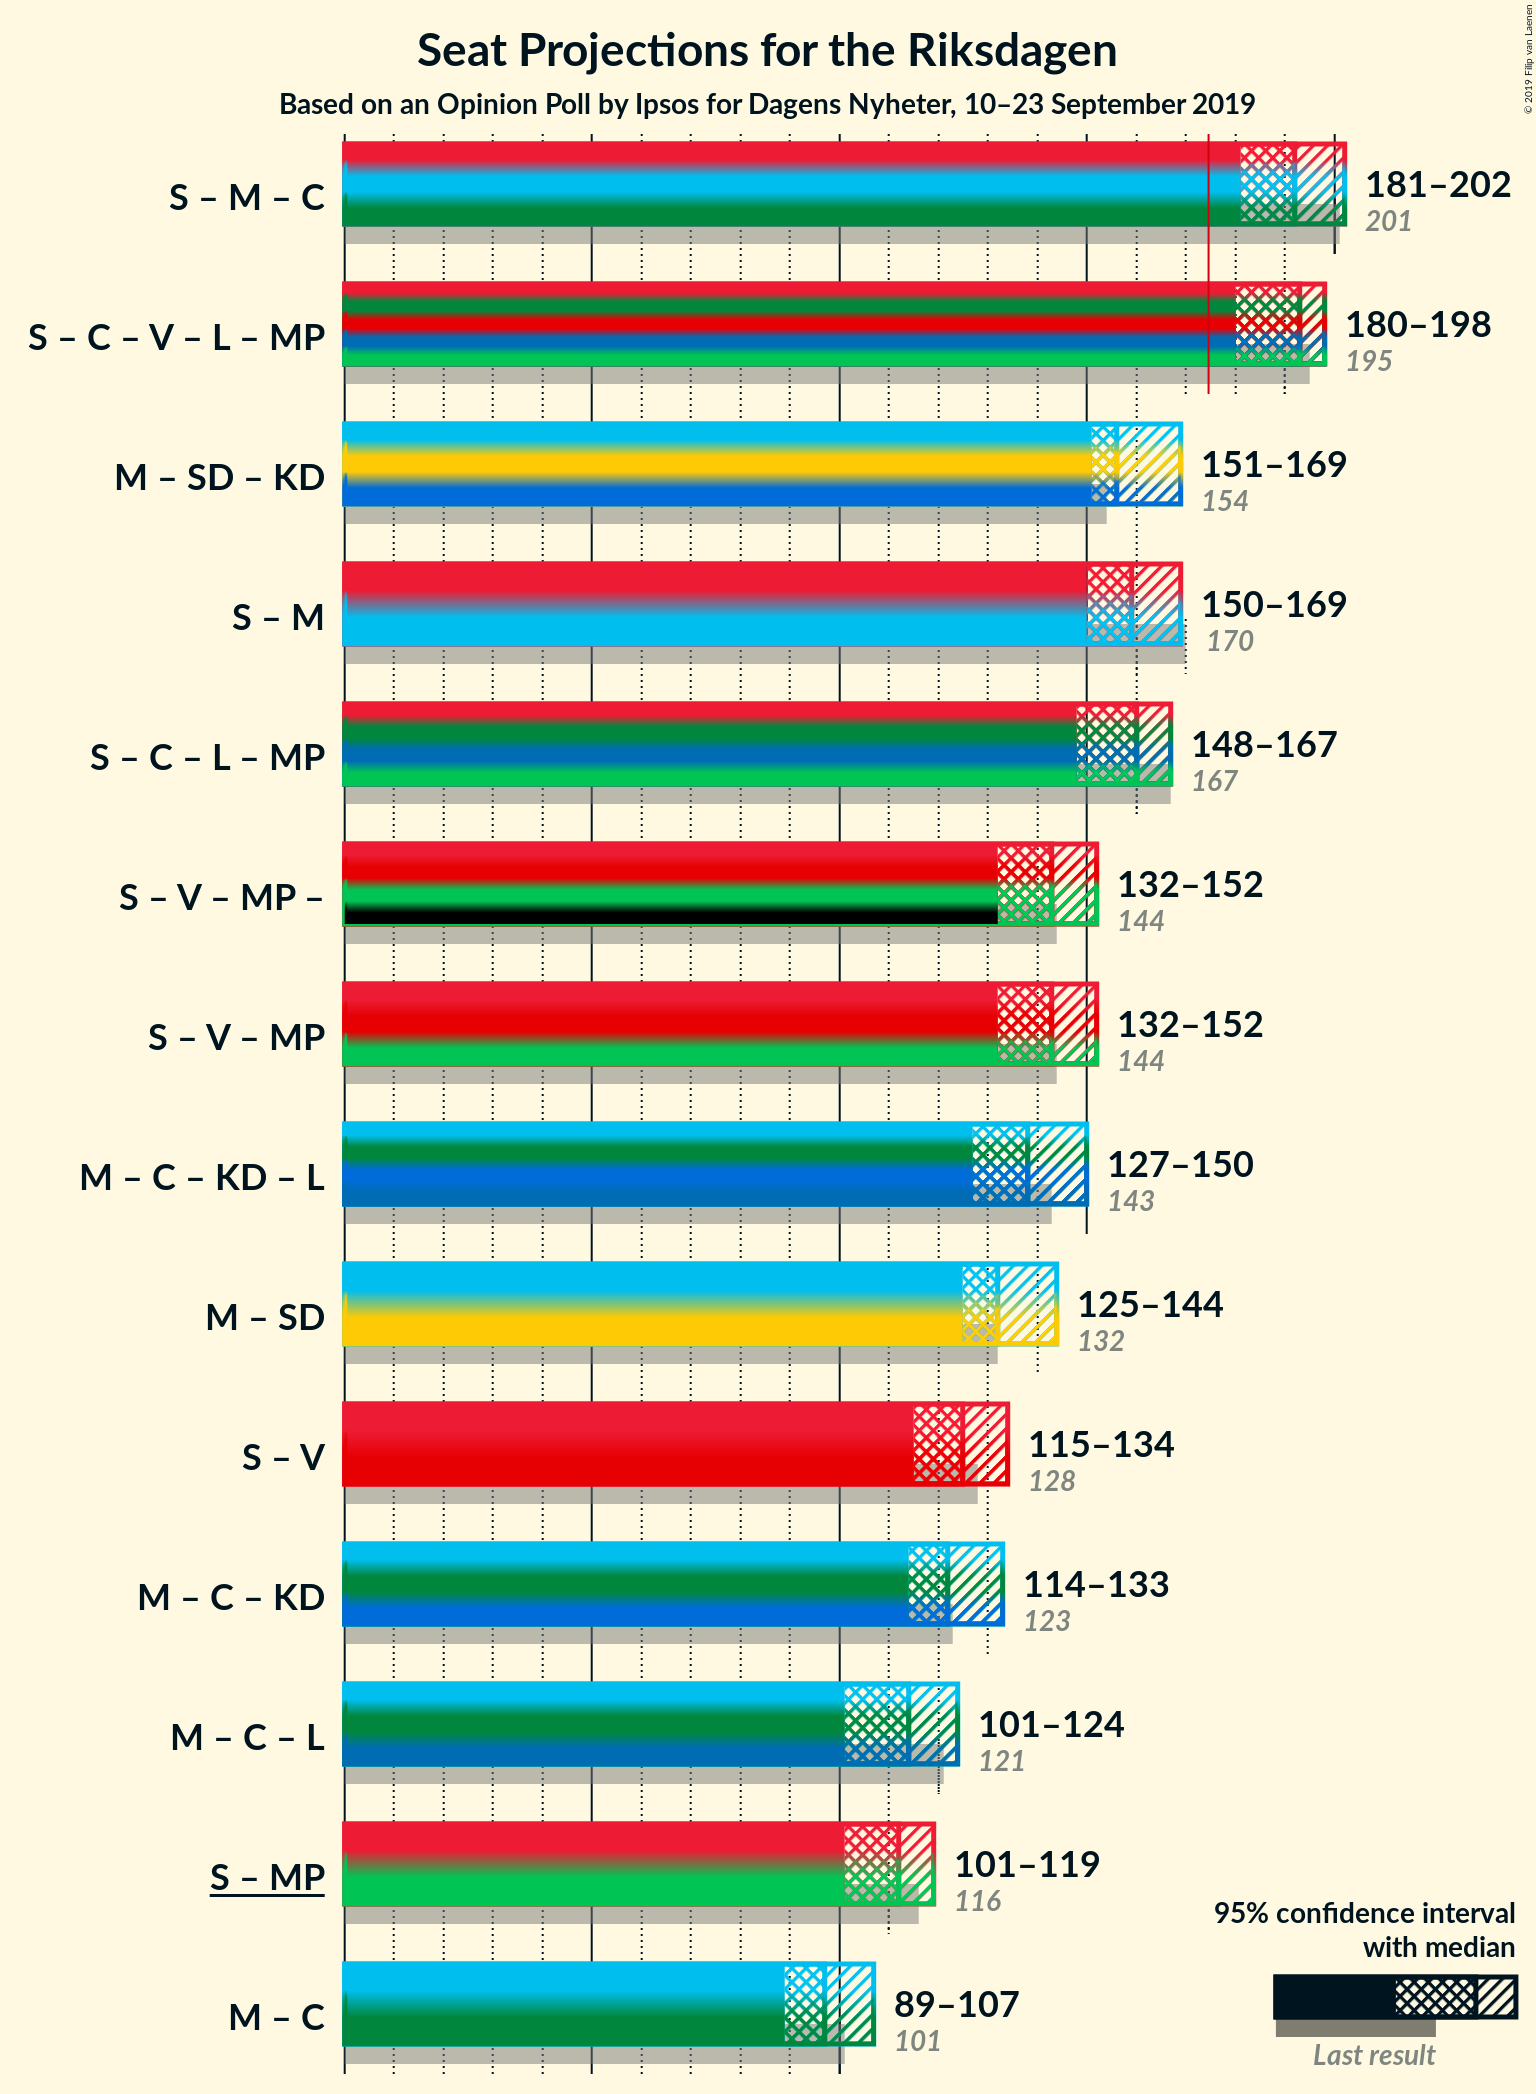 © 2019 Filip van Laenen
Seat Projections for the Riksdagen
Based on an Opinion Poll by Ipsos for Dagens Nyheter, 10–23 September 2019
S – M – C
181–202
201
S – C – V – L – MP
180–198
195
M – SD – KD
151–169
154
S – M
150–169
170
S – C – L – MP
148–167
167
S – V – MP –
132–152
144
S – V – MP
132–152
144
M – C – KD – L
127–150
143
M – SD
125–144
132
S – V
115–134
128
M – C – KD
114–133
123
M – C – L
101–124
121
S – MP
101–119
116
M – C
89–107
101
95% confidence interval
with median
Last result